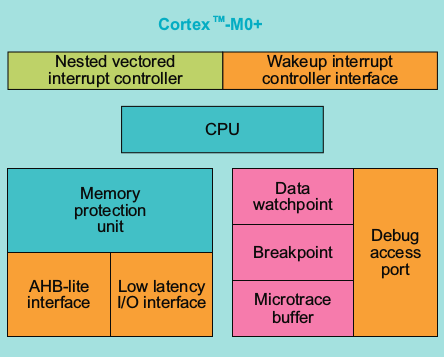 Cortex™-M0+
Nested vectored
interrupt controller
Wakeup interrupt
controller interface
CPU
Memory
protection
unit
AHB-lite
interface
Low latency
I/O interface
Data
watchpoint
Breakpoint
Microtrace
buffer
Debug
access
port